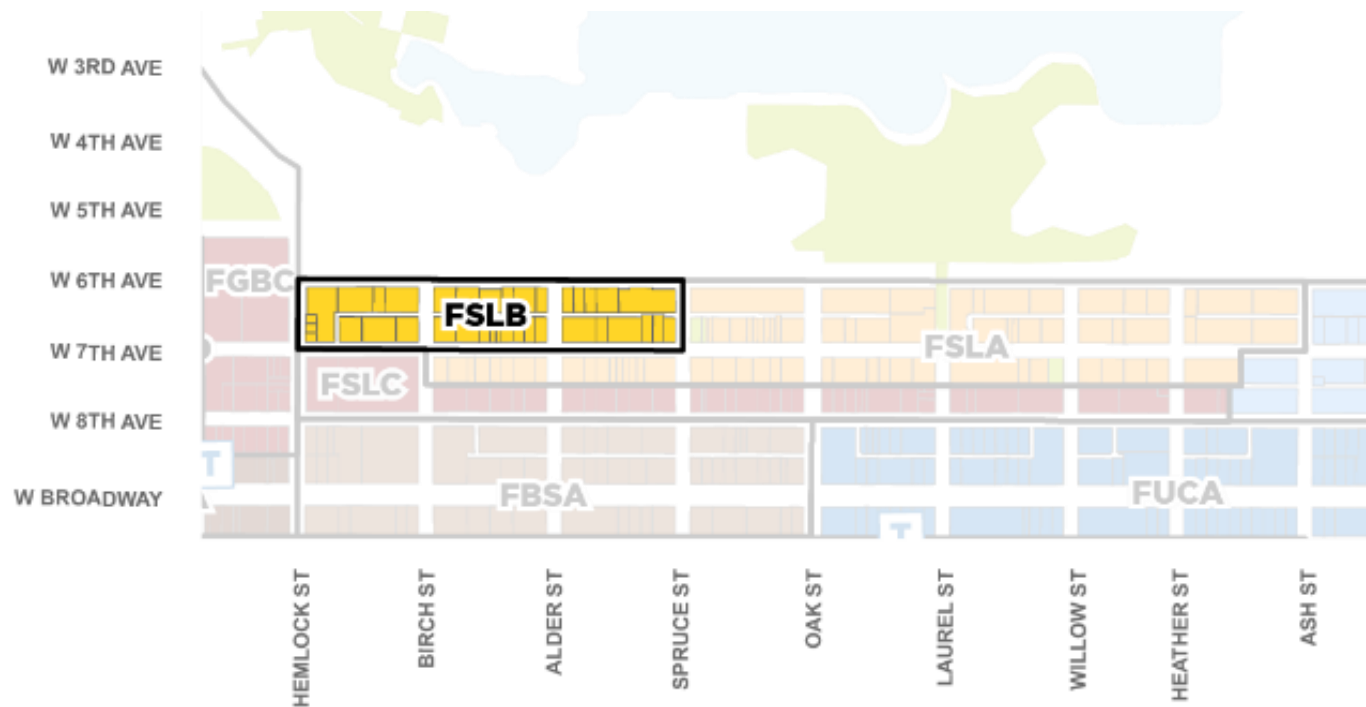 W 3RD AVE
W 4TH AVE
W 5TH AVE
W 6TH AVE
FGBC
FSLB
FSLA
W 7TH AVE
FSLC
W 8TH AVE
T
W BROADWAY
A
FBSA
FUCA
T
HEMLOCK ST
BIRCH ST
ALDER ST
SPRUCE ST
OAK ST
LAUREL ST
WILLOW ST
HEATHER ST
ASH ST